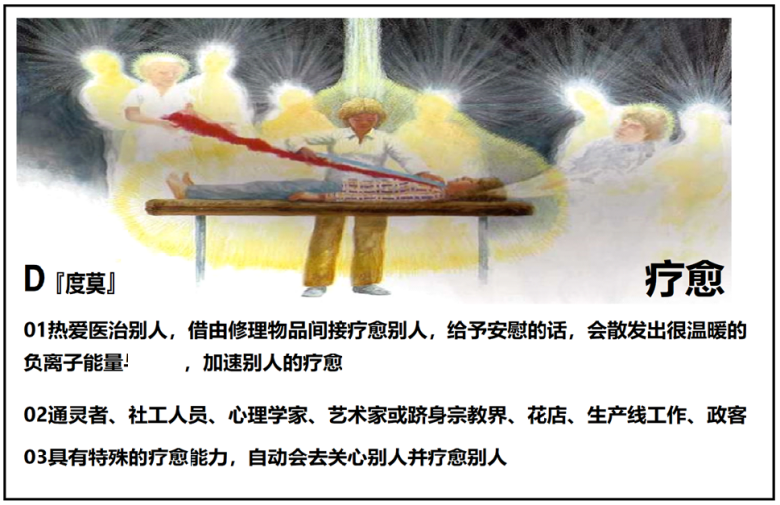 D『度莫』
疗愈
01热爱医治别人，借由修理物品间接疗愈别人，给予安慰的话，会散发出很温暖的
负离子能量 ，加速别人的疗愈
02通灵者、社工人员、心理学家、艺术家或跻身宗教界、花店、生产线工作、政客
03具有特殊的疗愈能力，自动会去关心别人并疗愈别人